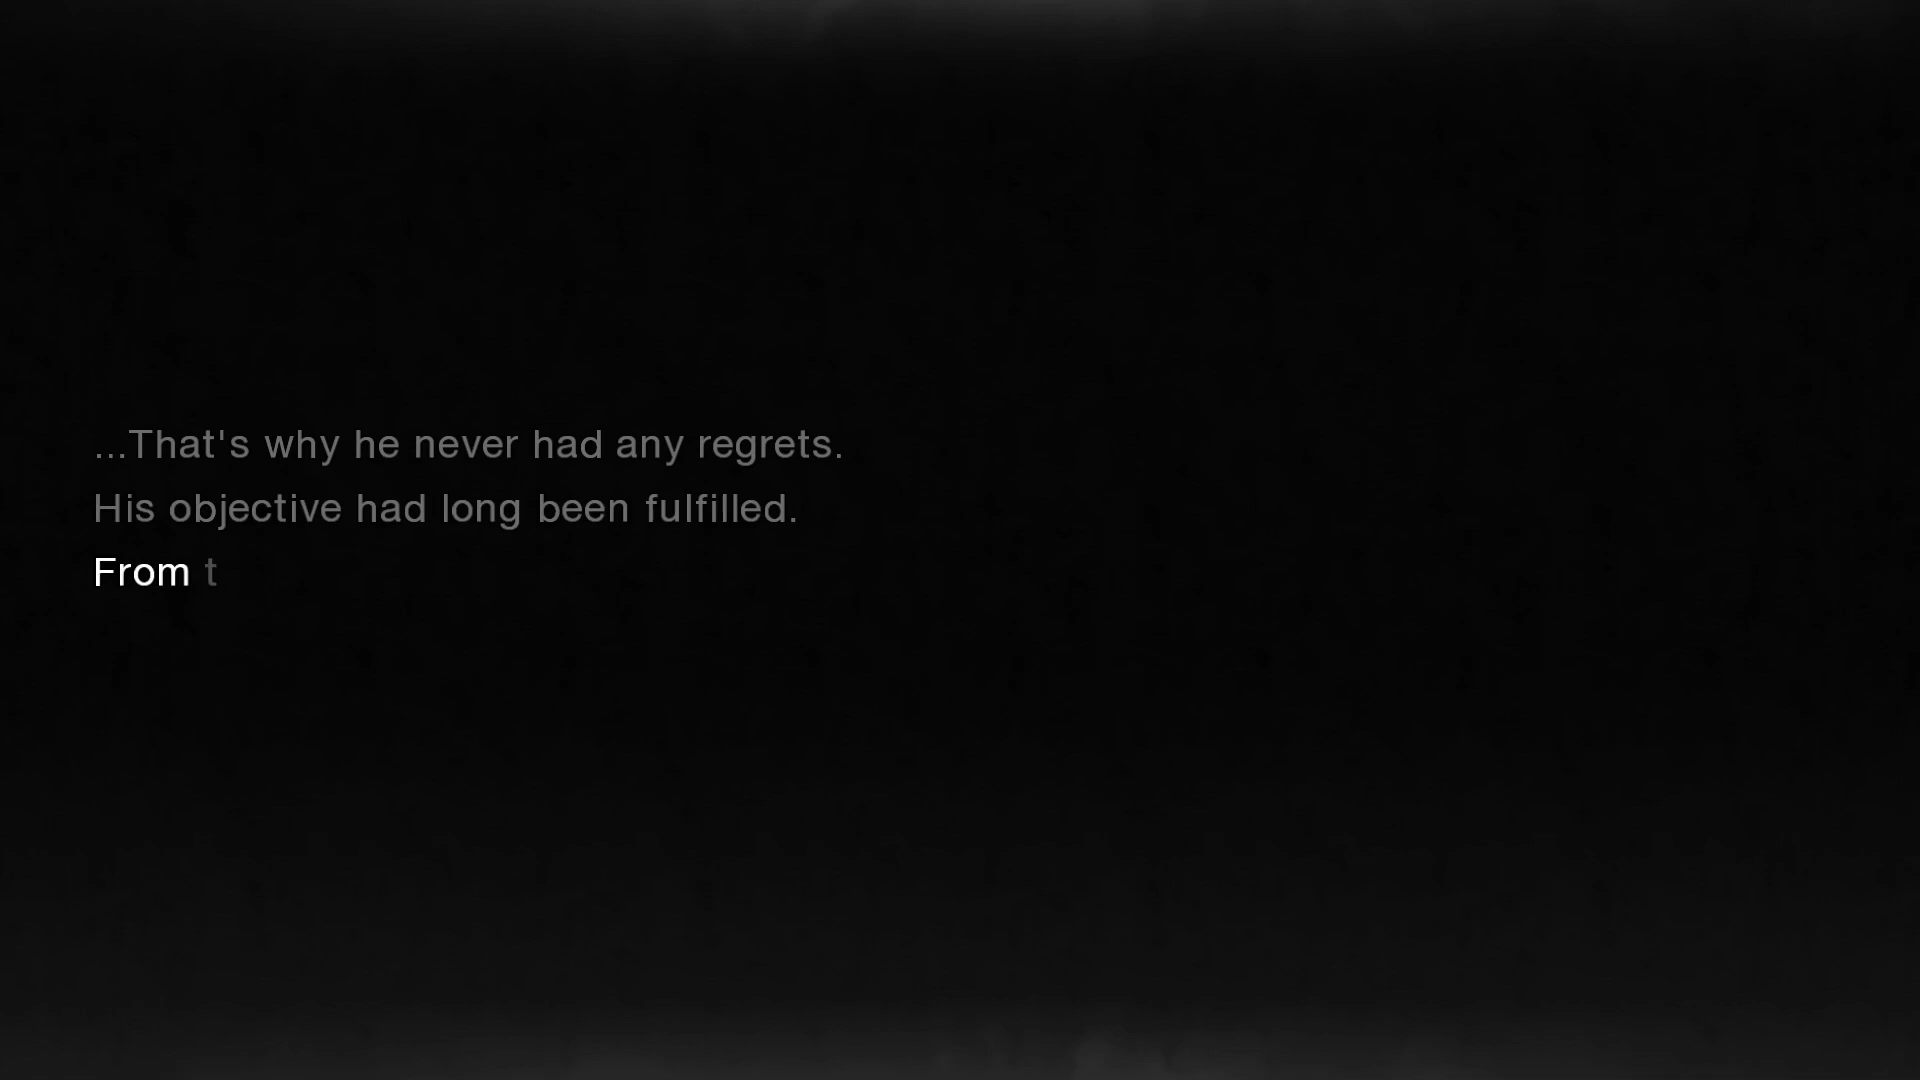 ...That's why he never had any regrets.
His objective had long been fulfilled.
From t